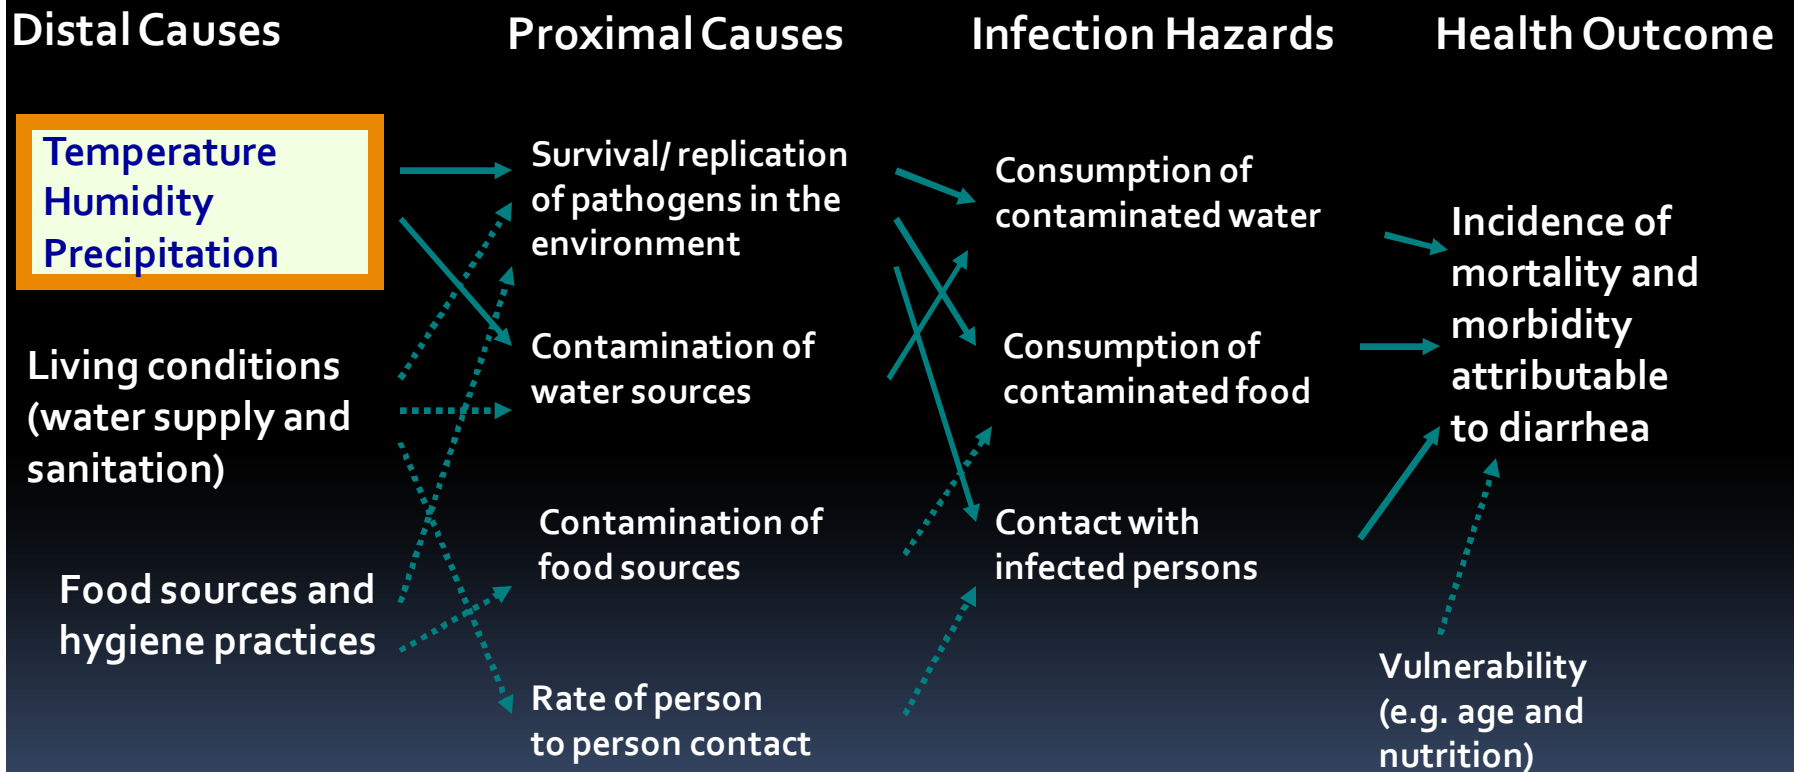 Distal Causes
Proximal Causes
Infection Hazards
Health Outcome
Temperature
Humidity
Precipitation
Living conditions
(water supply and
sanitation)
Food sources and
hygiene practices
Survival/ replication
of pathogens in the
environment
Contamination of
water sources
Contamination of
food sources
Rate of person
to person contact
Consumption of
contaminated water
Consumption of
contaminated food
Contact with
infected persons
Incidence of
mortality and
morbidity
attributable
to diarrhea
Vulnerability
(e.g. age and
nutrition)